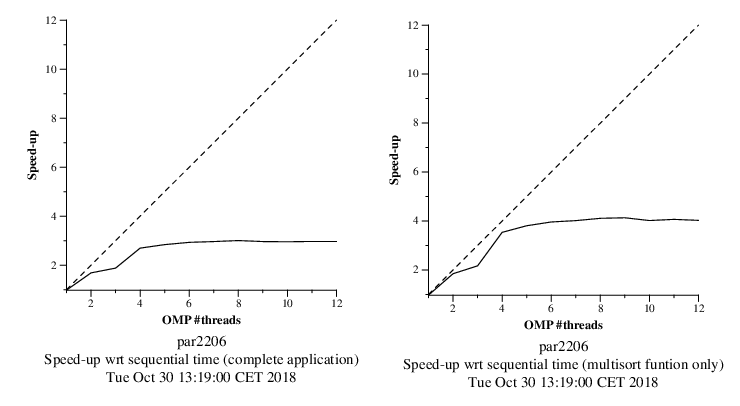 12
10
8
6
4
2
Speed-up
2 4 6 8 10 12
OMP #threads
par2206
Speed-up wrt sequential time (complete application)
Tue Oct 30 13:19:00 CET 2018
12
10
8
6
4
2
Speed-up
2 4 6 8 10 12
OMP #threads
par2206
Speed-up wrt sequential time (multisort funtion only)
Tue Oct 30 13:19:00 CET 2018